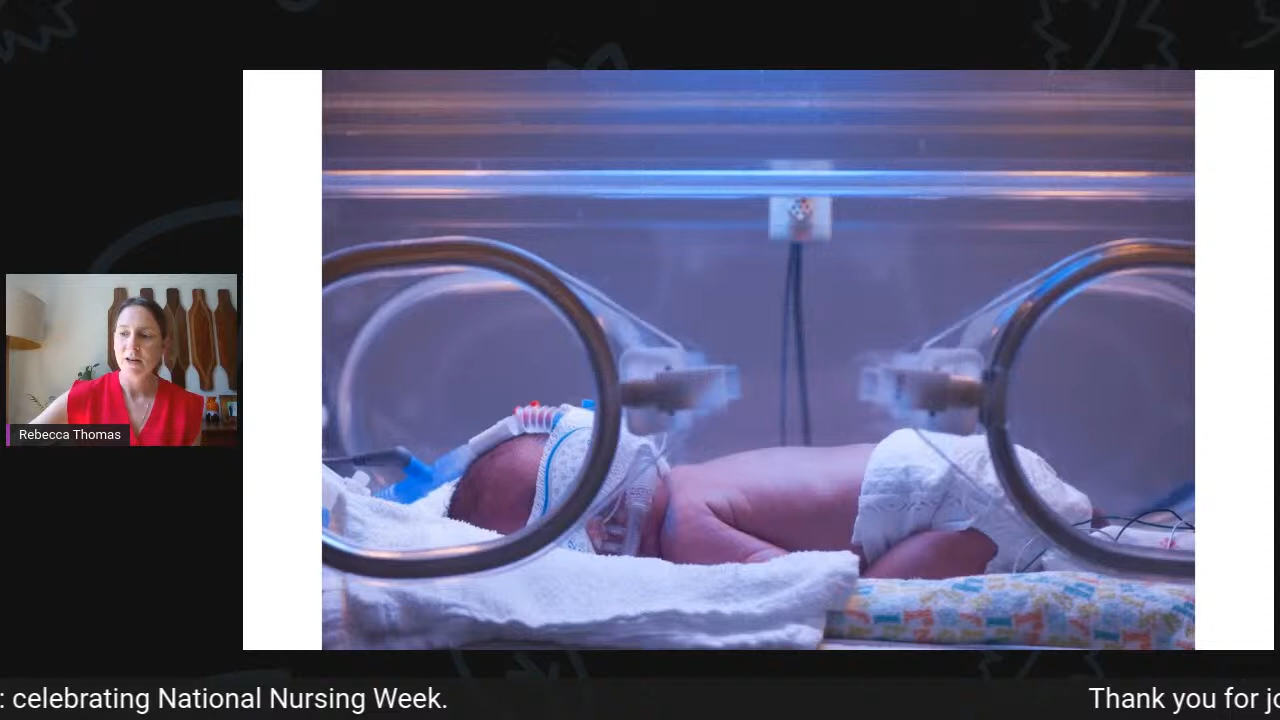 Rebecca Thomas
: celebrating National Nursing Week.
Thank you for jo